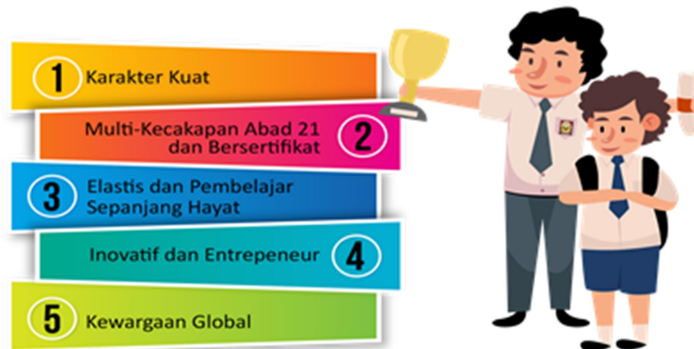 1 Karakter Kuat
Multi-Kecakapan Abad 21 2
dan Bersertifikat
3 Elastis dan Pembelajar
Sepanjang Hayat
Inovatif dan Entrepeneur 4
5 Kewargaan Global